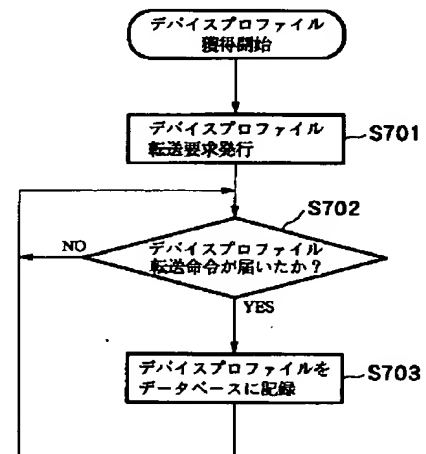 デバイスプロファイル
獲得開始
デバイスプロファイル
転送要求発行
S701
S702
デバイスプロファイル
転送命令が届いたか?
NO
YES
デバイスプロファイルを
データベースに記録
S703